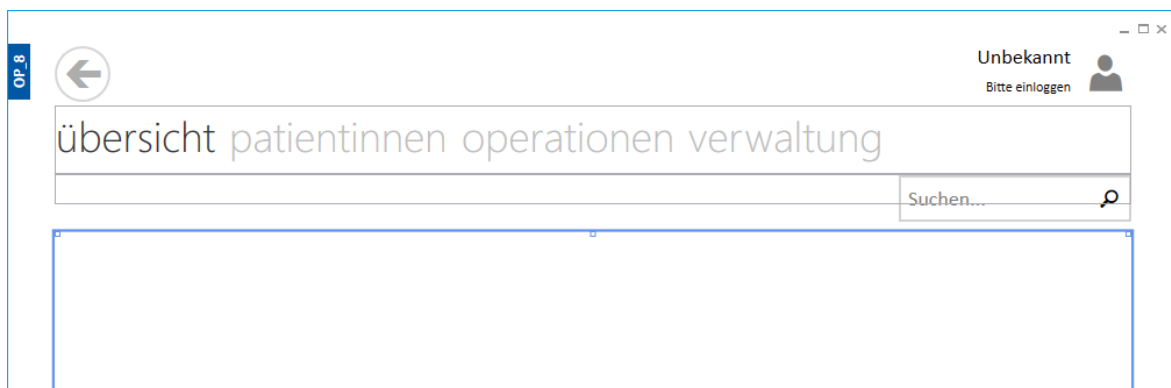 OP_8
Unbekannt
Bitte einloggen
übersicht patientinnen operationen verwaltung
Suchen...